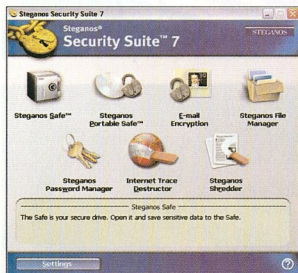 Steganos Security Suite 7
Steganos®
Security Suite™ 7
STEGANOS
Steganos Safe™
Steganos Portable Safe™
E-mail Encryption
Steganos File Manager
Steganos Password Manager
Internet Trace Destructor
Steganos Shredder
Steganos Safe
The Safe is your secure drive. Open it and save sensitive data to the Safe.
Settings
?